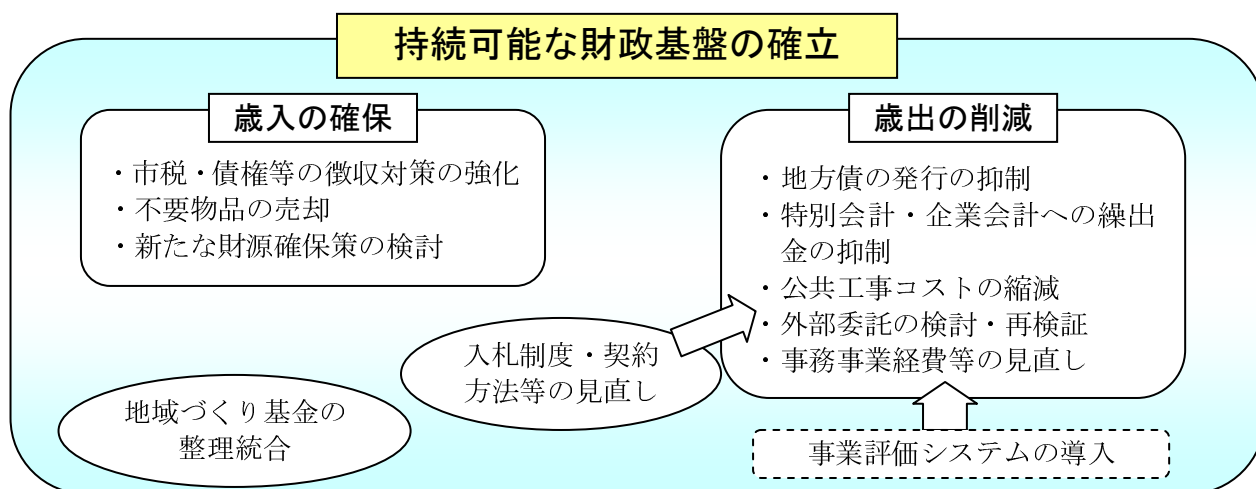 持続可能な財政基盤の確立
歳入の確保
・市税・債権等の徴収対策の強化
・不要物品の売却
・新たな財源確保策の検討
歳出の削減
・地方債の発行の抑制
・特別会計・企業会計への繰出
金の抑制
・公共工事コストの縮減
・外部委託の検討・再検証
・事務事業経費等の見直し
入札制度・契約
方法等の見直し
地域づくり基金の
整理統合
事業評価システムの導入